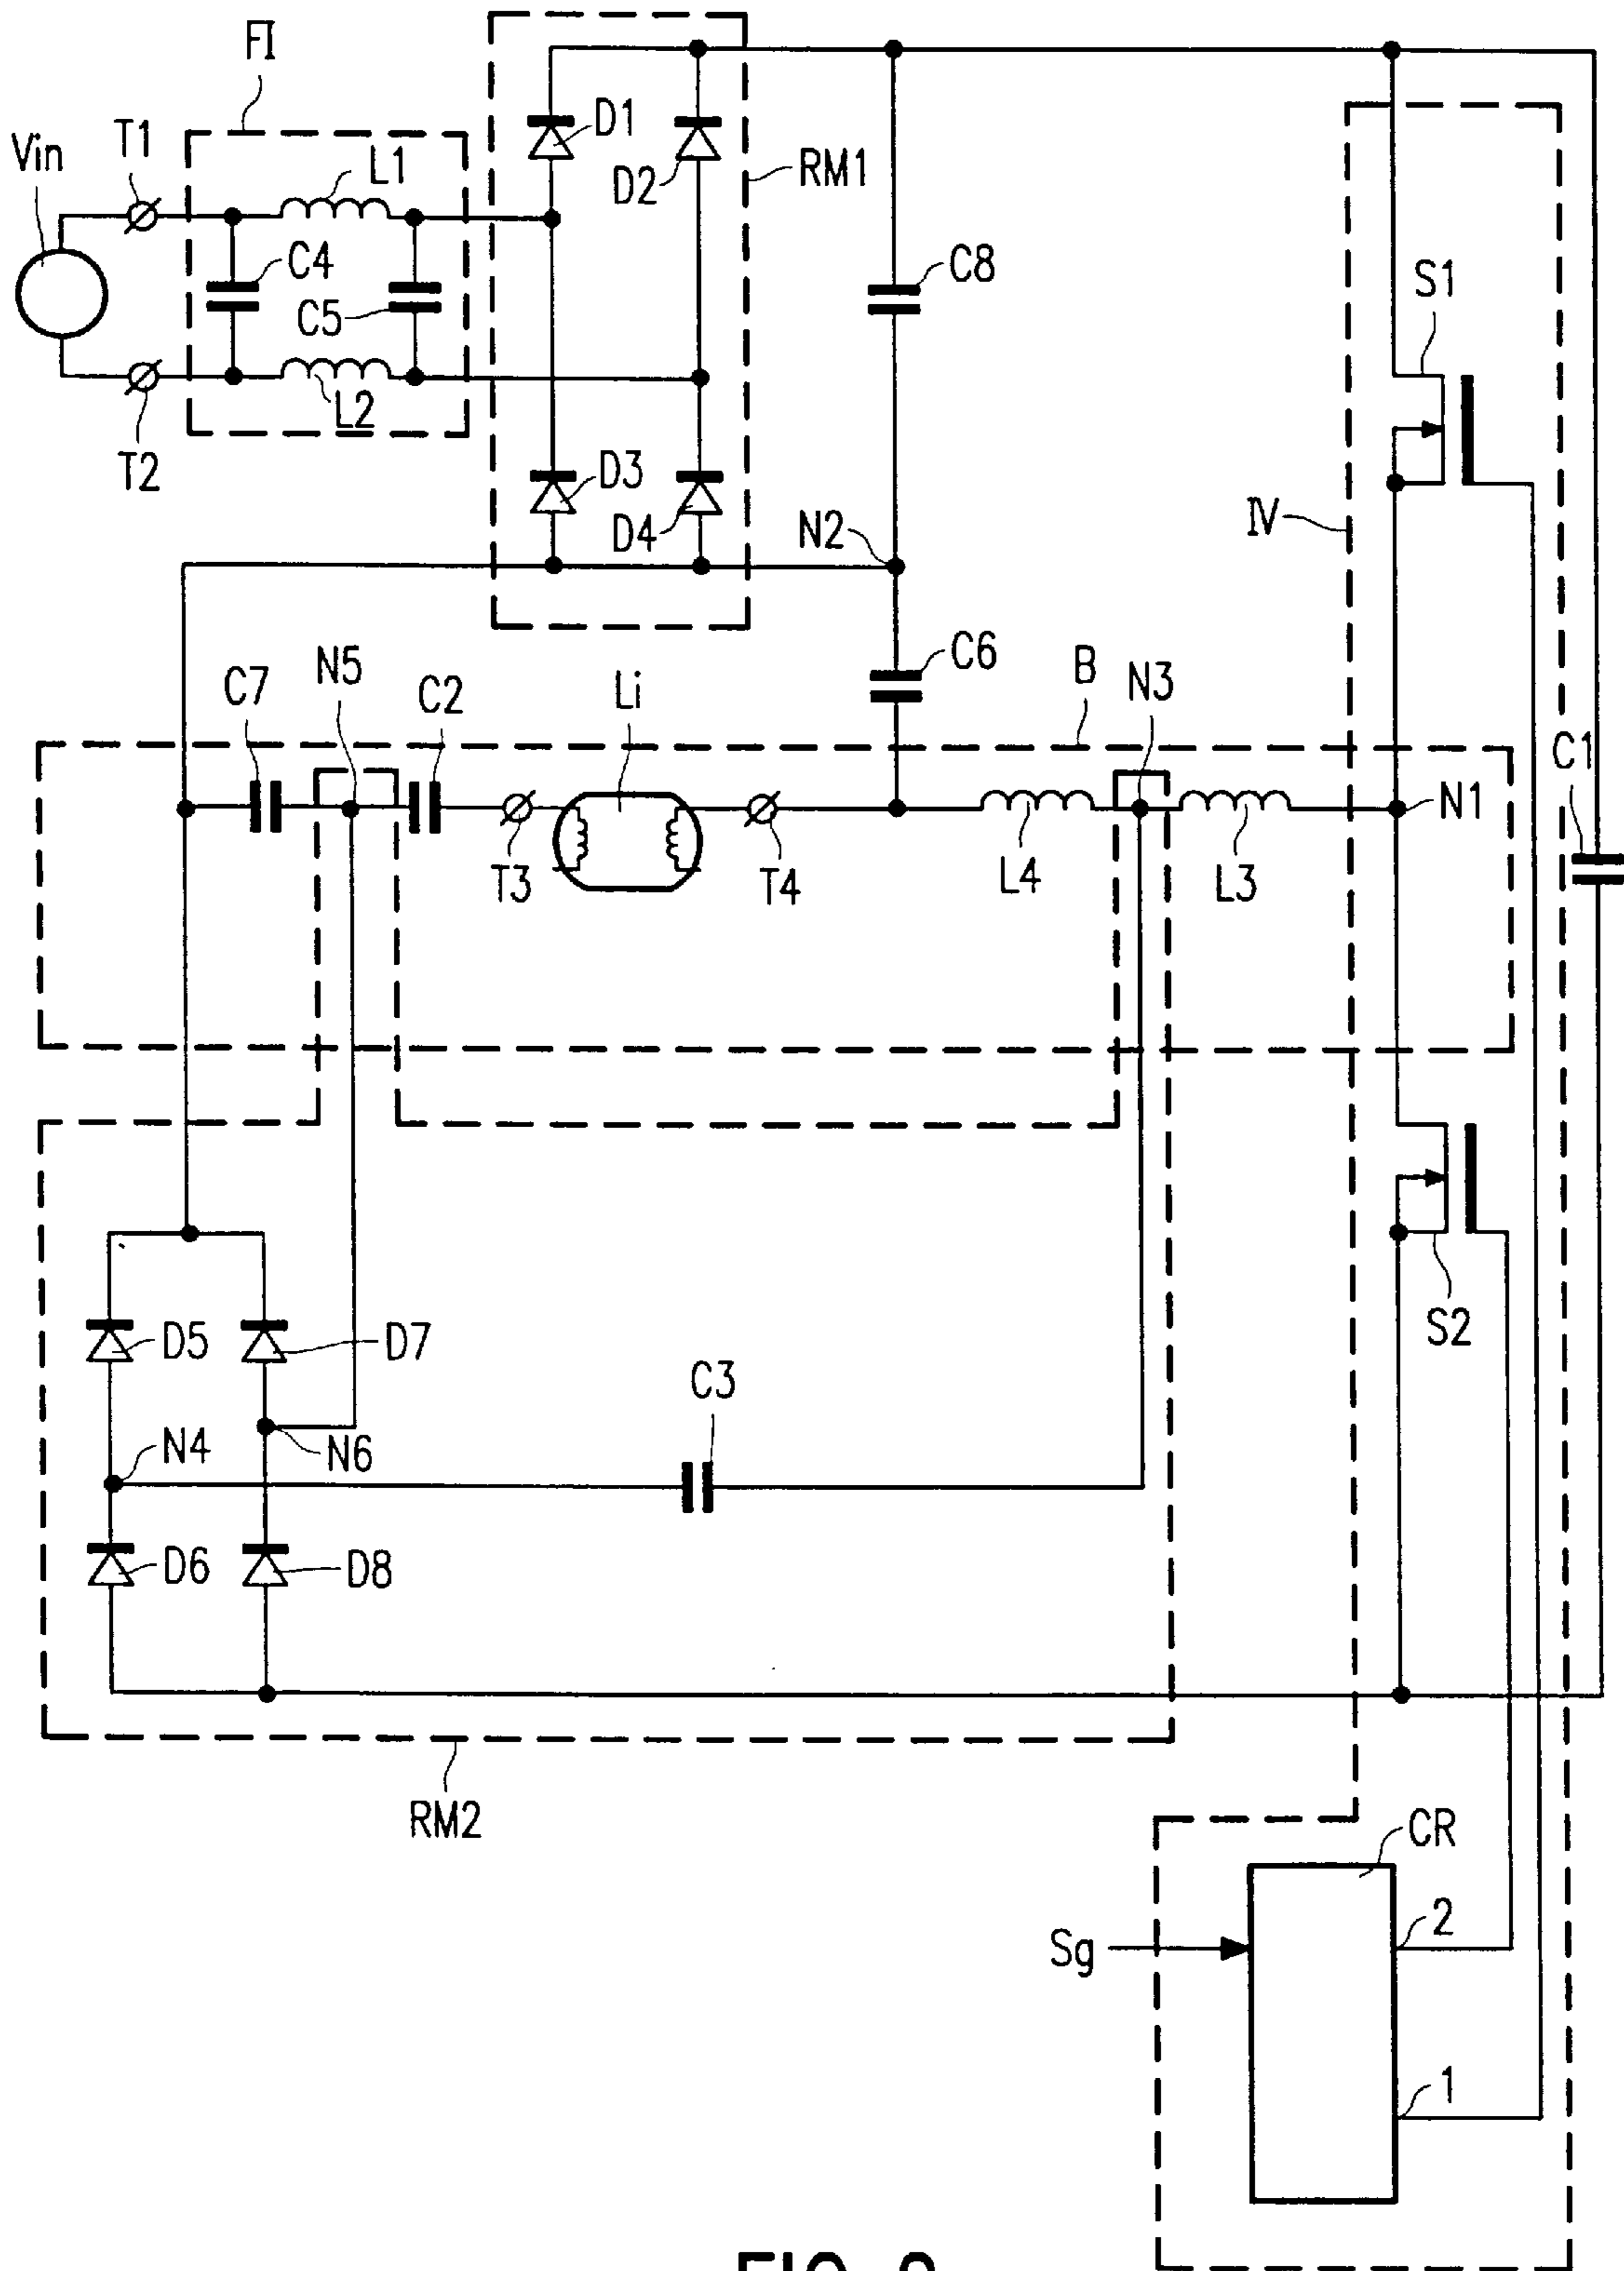 FI
Vin
T1
L1
D1
D2
RM1
C4
C5
C8
S1
L2
T2
D3
D4
N2
IV
C7
N5
C2
Li
C6
B
N3
C1
N1
T3
T4
L4
L3
D5
D7
S2
C3
N4
N6
D6
D8
RM2
CR
2
Sg
1